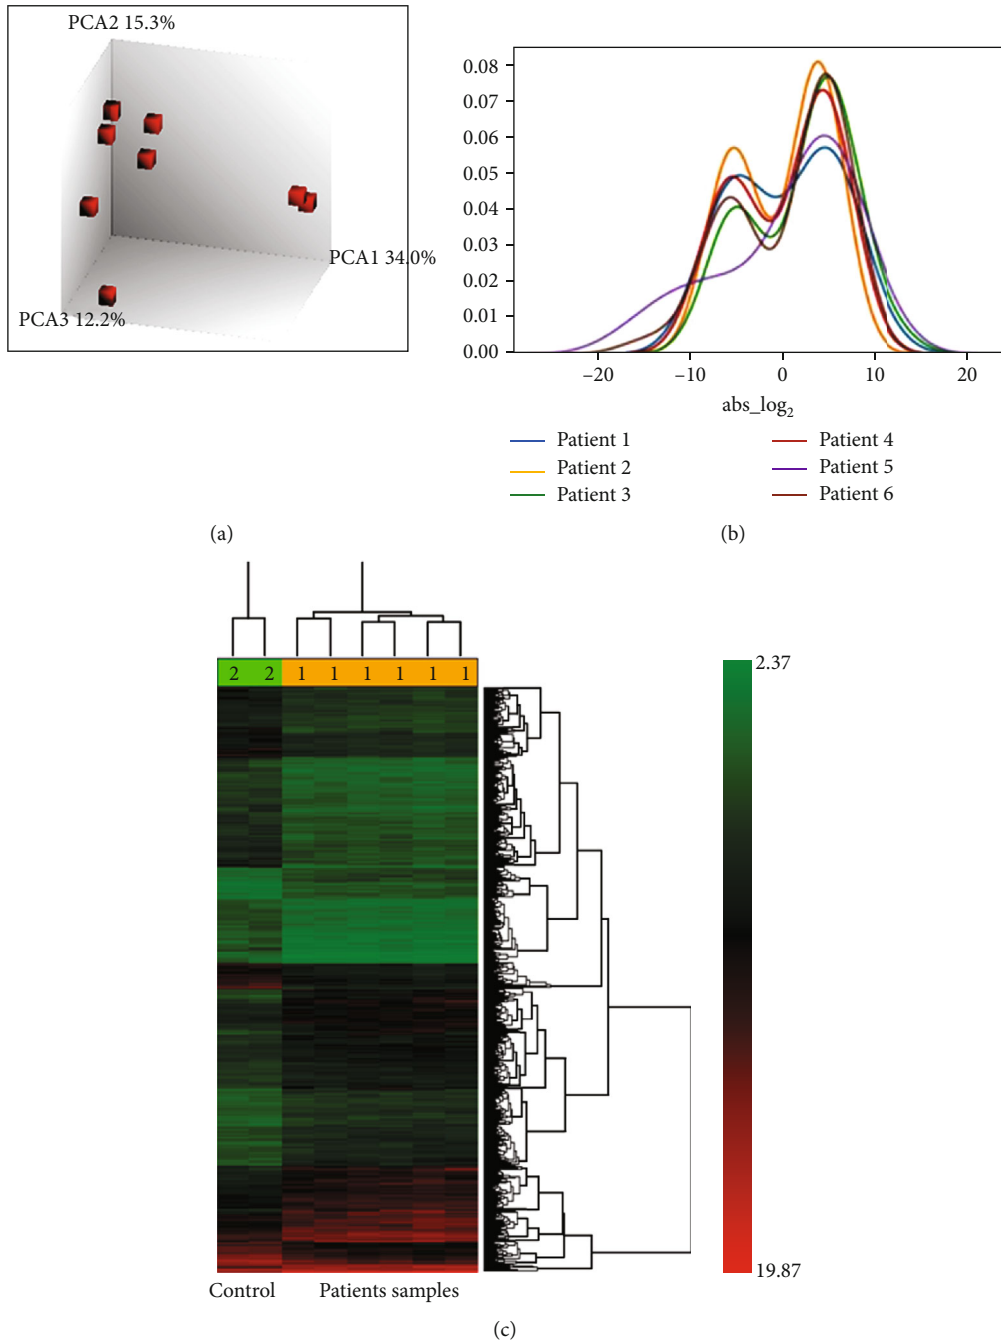 PCA2 15.3%
PCA1 34.0%
PCA3 12.2%
(a)
0.08
0.07
0.06
0.05
0.04
0.03
0.02
0.01
0.00
−20 −10 0 10 20
abs_log2
Patient 1 Patient 4
Patient 2 Patient 5
Patient 3 Patient 6
(b)
2 2 1 1 1 1 1 1
2.37
19.87
Control Patients samples
(c)